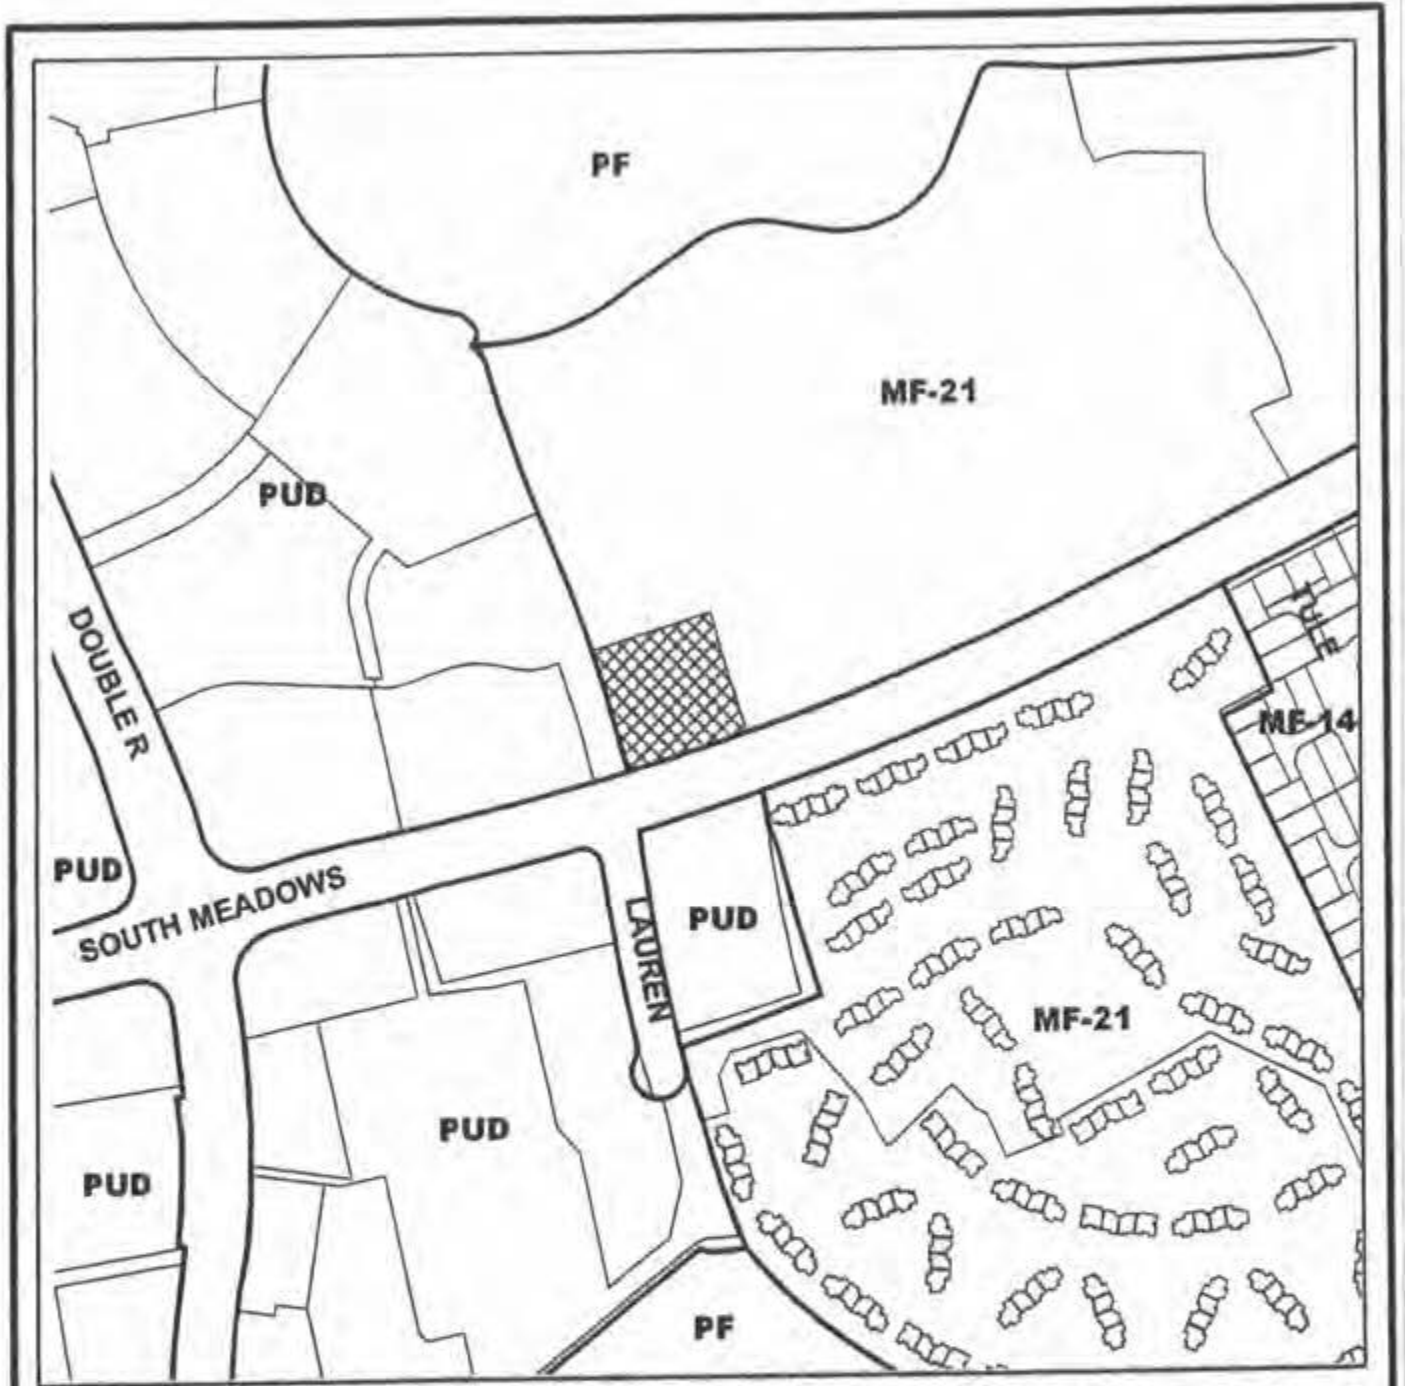 PF
MF-21
PUD
TULE
DOUBLE R
MF-14
PUD
SOUTH MEADOWS
LAUREN
PUD
MF-21
PUD
PUD
PF